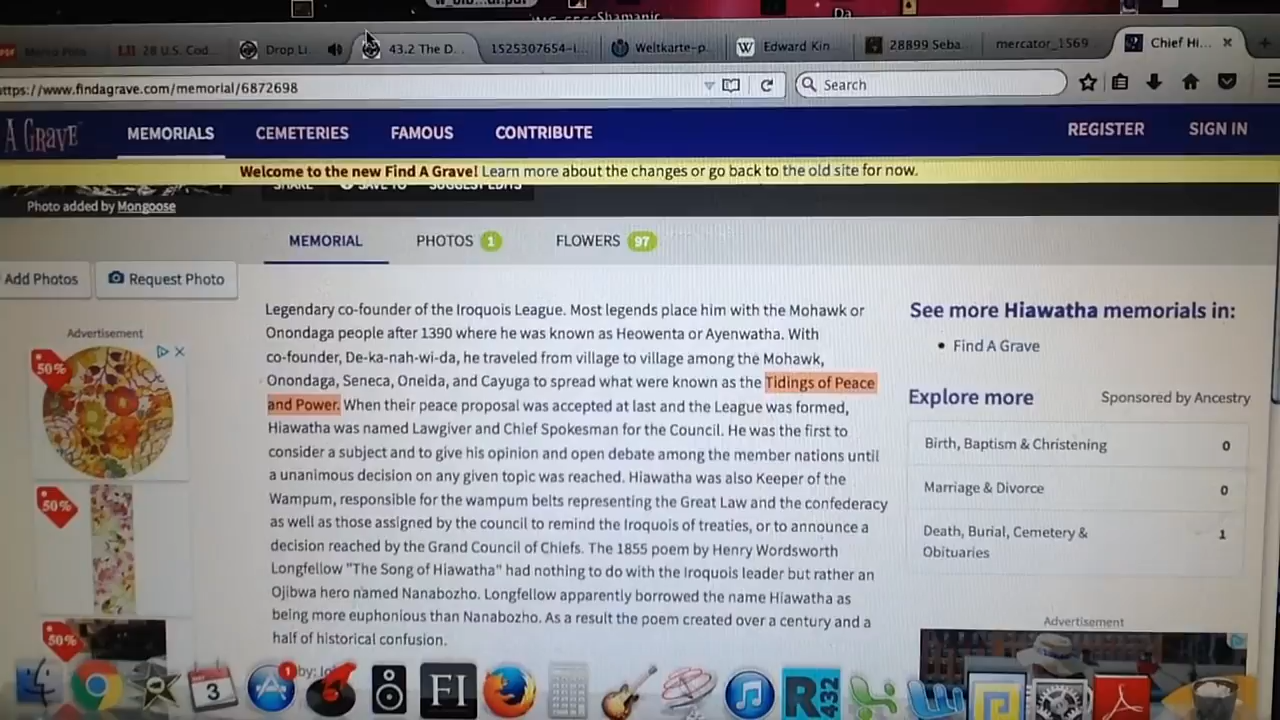 Shamanic
Da
28 U.S. Cod
Drop Li.
43.2 The D..
1525307654-i...
Weltkarte-p..
Edward Kin..
28899 Seba
mercator_1569
Chief Hi...
ttps://www.findagrave.com/memorial/6872698
Search
A GRAVE
MEMORIALS
CEMETERIES
FAMOUS
CONTRIBUTE
REGISTER
SIGN IN
Welcome to the new Find A Grave! Learn more about the changes or go back to the old site for now.
Photo added by Mongoose
MEMORIAL
PHOTOS 1
FLOWERS 97
Add Photos
Request Photo
Advertisement
50%
50%
50%
Legendary co-founder of the Iroquois League. Most legends place him with the Mohawk or
Onondaga people after 1390 where he was known as Heowenta or Ayenwatha. With
co-founder, De-ka-nah-wi-da, he traveled from village to village among the Mohawk,
Onondaga, Seneca, Oneida, and Cayuga to spread what were known as the Tidings of Peace
and Power. When their peace proposal was accepted at last and the League was formed,
Hiawatha was named Lawgiver and Chief Spokesman for the Council. He was the first to
consider a subject and to give his opinion and open debate among the member nations until
a unanimous decision on any given topic was reached. Hiawatha was also Keeper of the
Wampum, responsible for the wampum belts representing the Great Law and the confederacy
as well as those assigned by the council to remind the Iroquois of treaties, or to announce a
decision reached by the Grand Council of Chiefs. The 1855 poem by Henry Wordsworth
Longfellow "The Song of Hiawatha" had nothing to do with the Iroquois leader but rather an
Ojibwa hero named Nanabozho. Longfellow apparently borrowed the name Hiawatha as
being more euphonious than Nanabozho. As a result the poem created over a century and a
half of historical confusion.
See more Hiawatha memorials in:
Find A Grave
Explore more
Sponsored by Ancestry
Birth, Baptism & Christening 0
Marriage & Divorce 0
Death, Burial, Cemetery & 1
Obituaries
Advertisement
3
1
FI
R 432